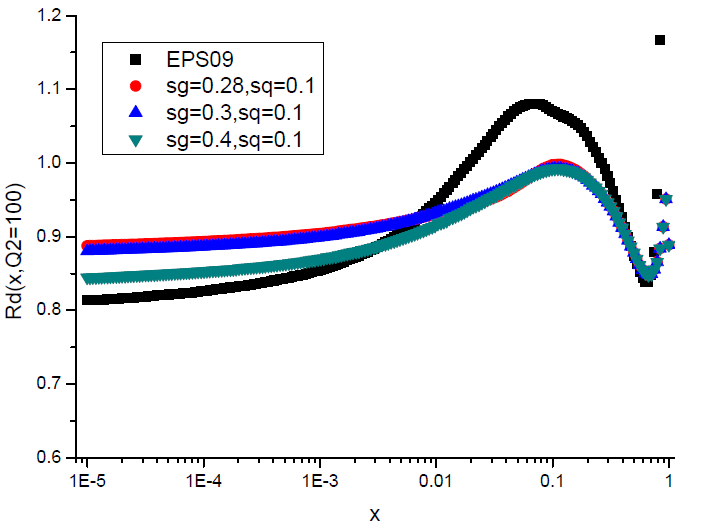 1.2
1.1
1.0
0.9
0.8
0.7
0.6
Rd(x,Q2=100)
EPS09
sg=0.28,sq=0.1
sg=0.3,sq=0.1
sg=0.4,sq=0.1
1E-5 1E-4 1E-3 0.01 0.1 1
x